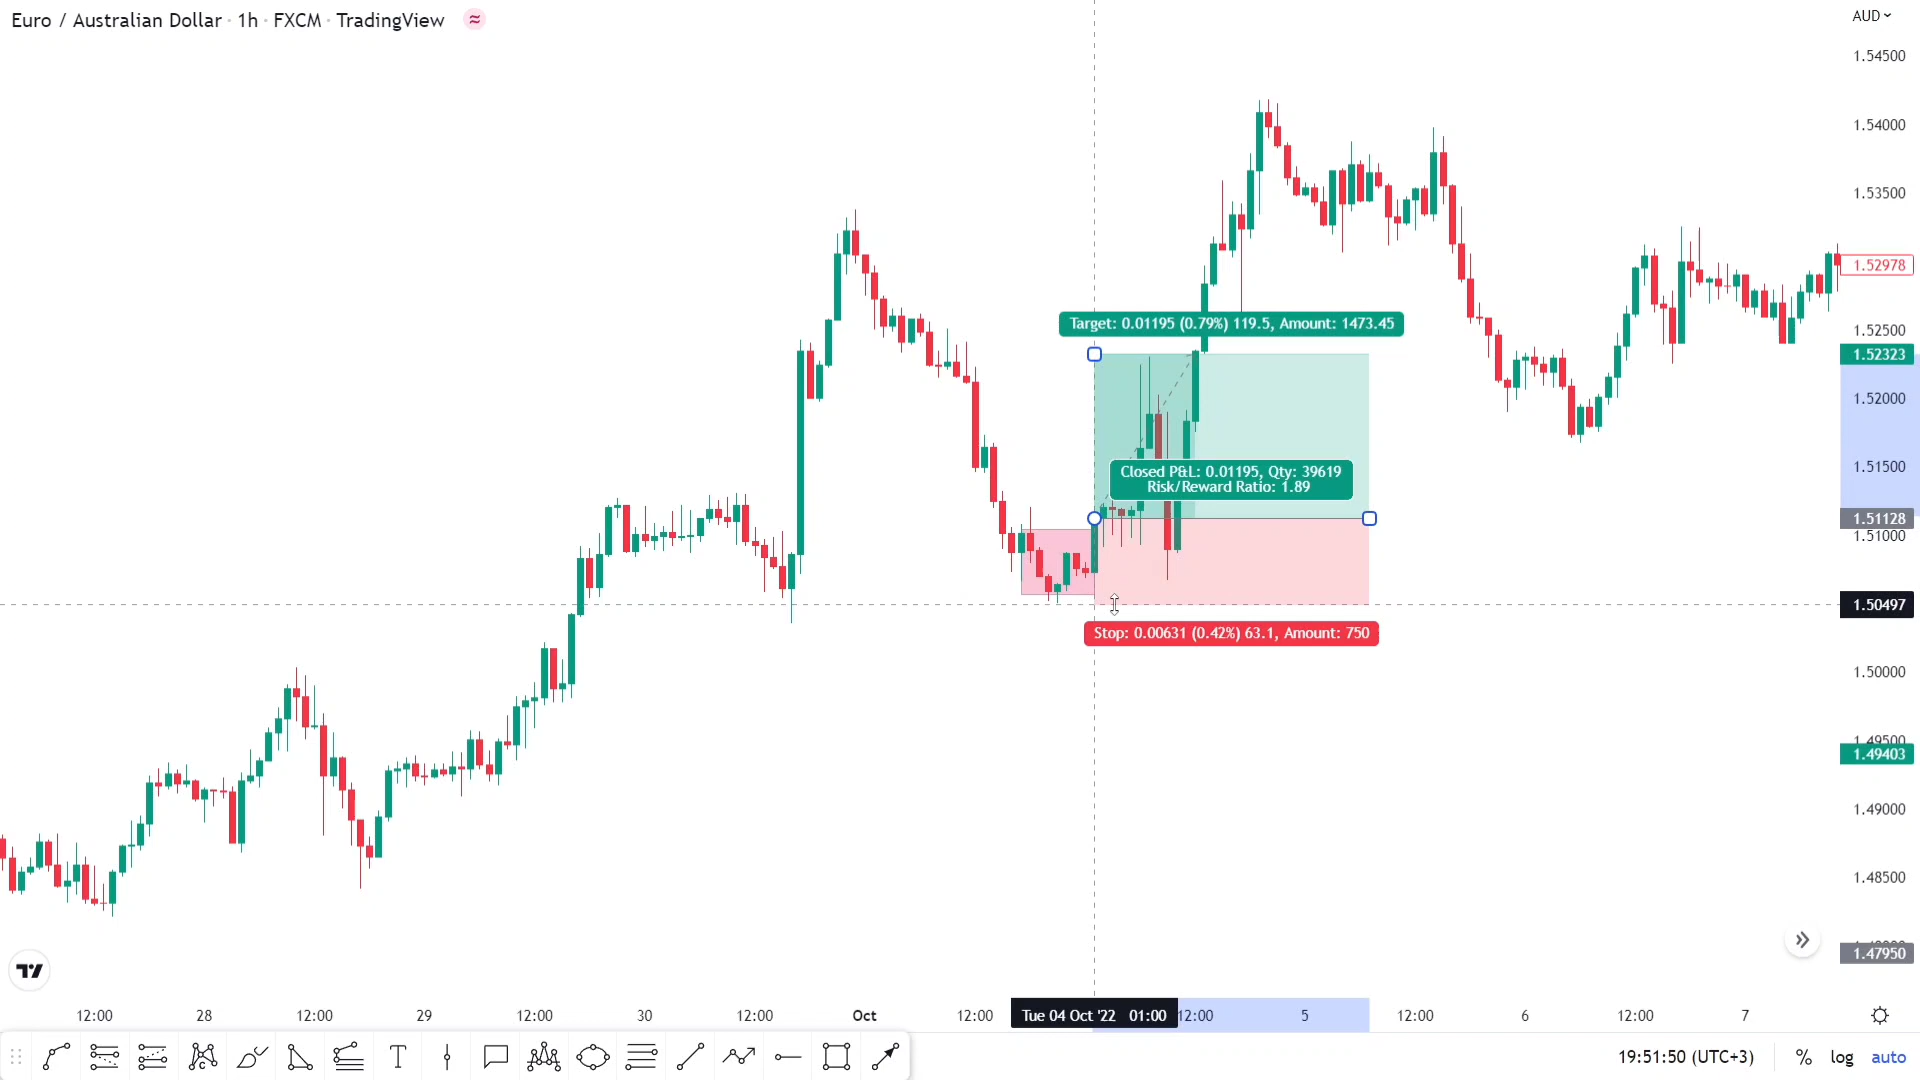 Euro / Australian Dollar · 1h · FXCM · TradingView
AUD
1.54500
1.54000
1.53500
1.52978
1.52500
1.52323
1.52000
1.51500
1.51128
1.51000
1.50497
1.50000
1.49500
1.49403
1.49000
1.48500
1.47950
Target: 0.01195 (0.79%) 119.5, Amount: 1473.45
Closed P&L: 0.01195, Qty: 39619
Risk/Reward Ratio: 1.89
Stop: 0.00631 (0.42%) 63.1, Amount: 750
12:00 28 12:00 29 12:00 30 12:00 Oct 12:00 Tue 04 Oct '22 01:00 12:00 5 12:00 6 12:00 7
19:51:50 (UTC+3) % log auto